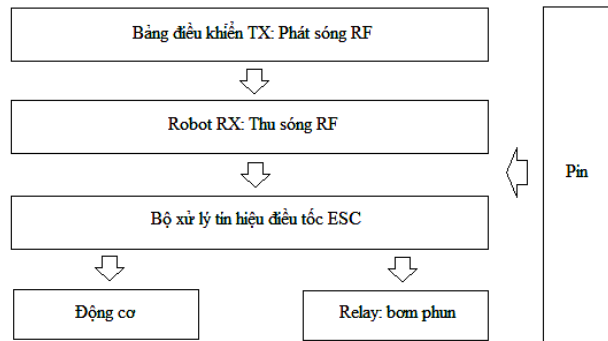 Bảng điều khiển TX: Phát sóng RF
Robot RX: Thu sóng RF
Pin
Bộ xử lý tin hiệu điều tốc ESC
Động cơ
Relay: bơm phun